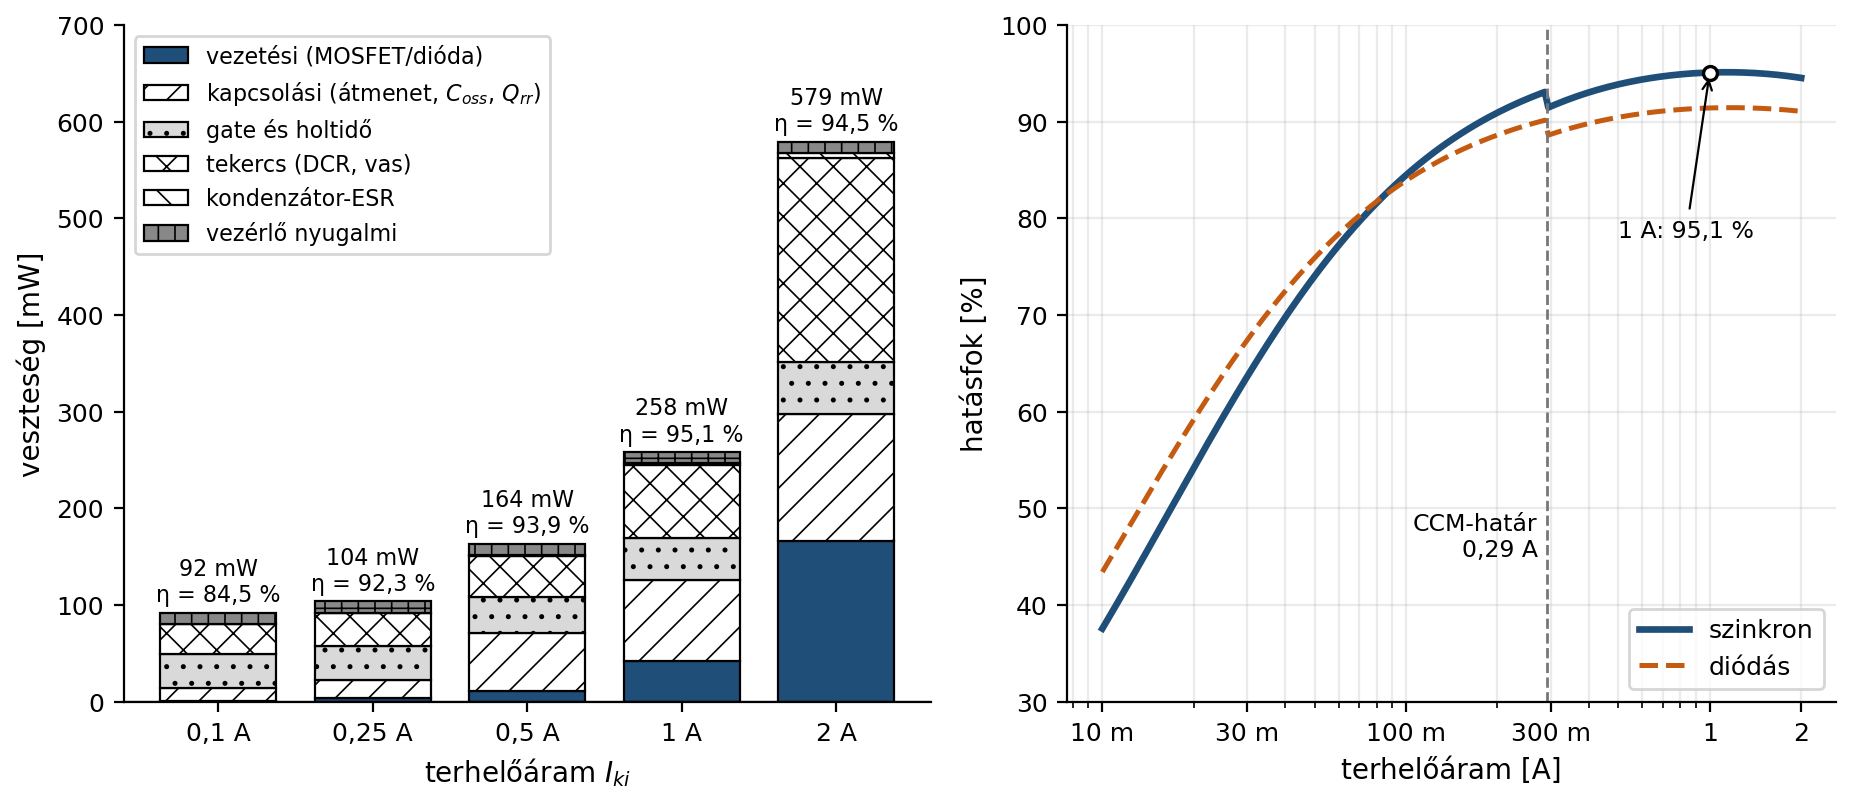 700
600
500
400
300
200
100
0
veszteség [mW]
vezetési (MOSFET/dióda)
kapcsolási (átmenet, C_oss, Q_rr)
gate és holtidő
tekercs (DCR, vas)
kondenzátor-ESR
vezérlő nyugalmi
92 mW
η = 84,5 %
104 mW
η = 92,3 %
164 mW
η = 93,9 %
258 mW
η = 95,1 %
579 mW
η = 94,5 %
0,1 A
0,25 A
0,5 A
1 A
2 A
terhelőáram I_ki
100
90
80
70
60
50
40
30
hatásfok [%]
1 A: 95,1 %
CCM-határ
0,29 A
szinkron
diódás
10 m
30 m
100 m
300 m
1
2
terhelőáram [A]